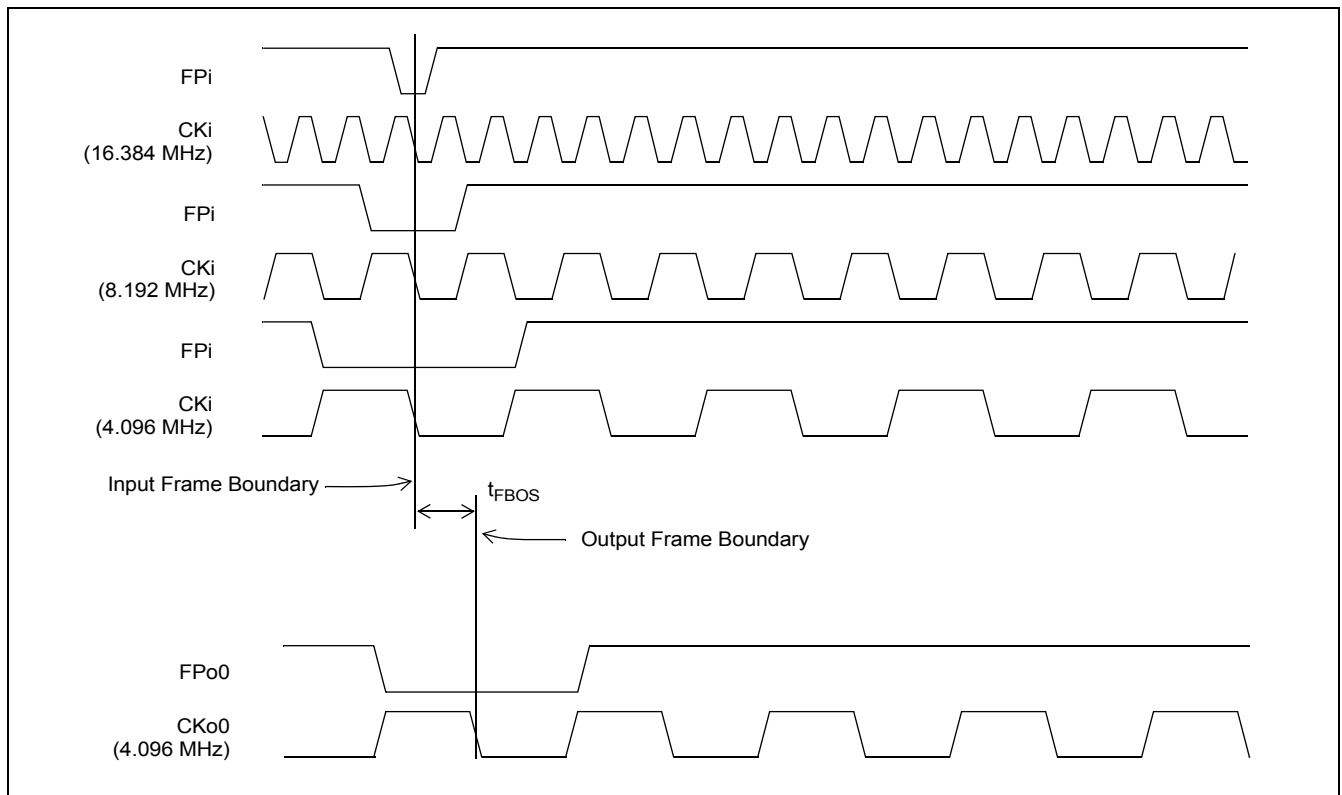 FPi
CKi
(16.384 MHz)
FPi
CKi
(8.192 MHz)
FPi
CKi
(4.096 MHz)
Input Frame Boundary
tFBOS
Output Frame Boundary
FPo0
CKo0
(4.096 MHz)